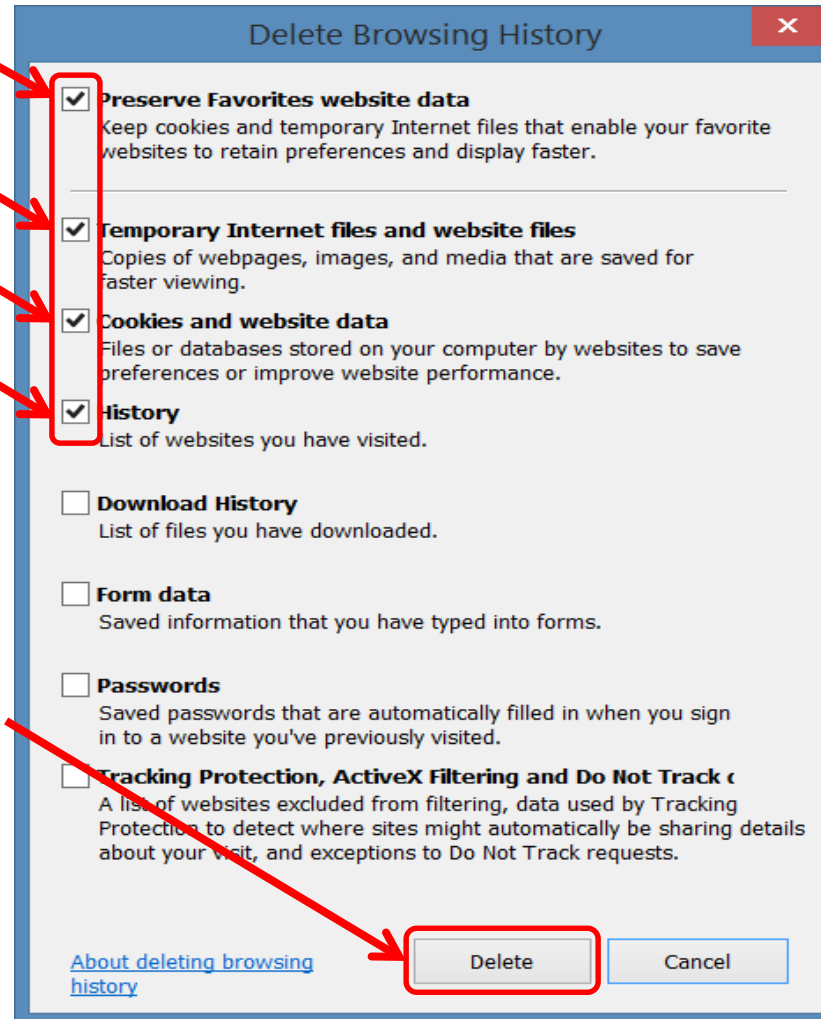 Delete Browsing History
Preserve Favorites website data
Keep cookies and temporary Internet files that enable your favorite
websites to retain preferences and display faster.
Temporary Internet files and website files
Copies of webpages, images, and media that are saved for
faster viewing.
Cookies and website data
Files or databases stored on your computer by websites to save
preferences or improve website performance.
History
List of websites you have visited.
Download History
List of files you have downloaded.
Form data
Saved information that you have typed into forms.
Passwords
Saved passwords that are automatically filled in when you sign
in to a website you've previously visited.
Tracking Protection, ActiveX Filtering and Do Not Track
A list of websites excluded from filtering, data used by Tracking
Protection to detect where sites might automatically be sharing details
about your visit, and exceptions to Do Not Track requests.
About deleting browsing
history
Delete
Cancel